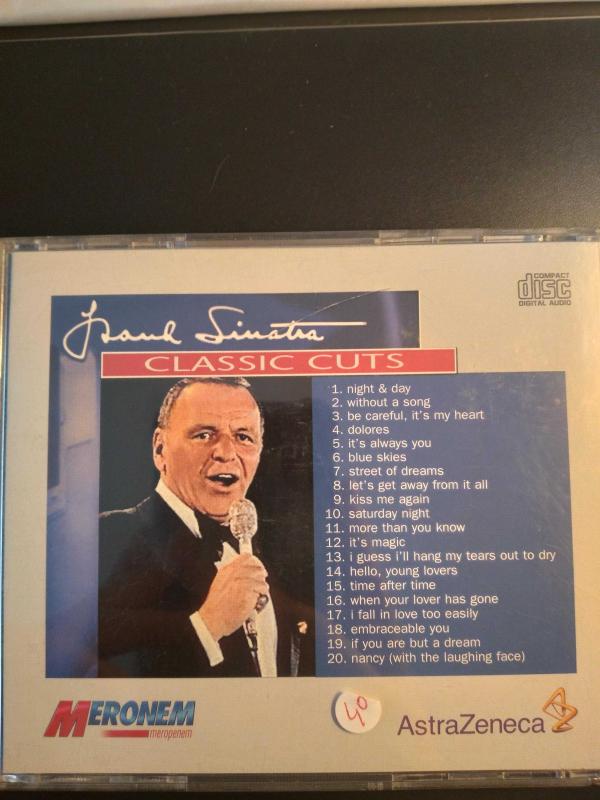 COMPACT
disc
DIGITAL AUDIO
Frank Sinatra
CLASSIC CUTS
1. night & day
2. without a song
3. be careful, it's my heart
4. dolores
5. it's always you
6. blue skies
7. street of dreams
8. let's get away from it all
9. kiss me again
10. saturday night
11. more than you know
12. it's magic
13. i guess i'll hang my tears out to dry
14. hello, young lovers
15. time after time
16. when your lover has gone
17. i fall in love too easily
18. embraceable you
19. if you are but a dream
20. nancy (with the laughing face)
MERONEM
meropenem
40
AstraZeneca